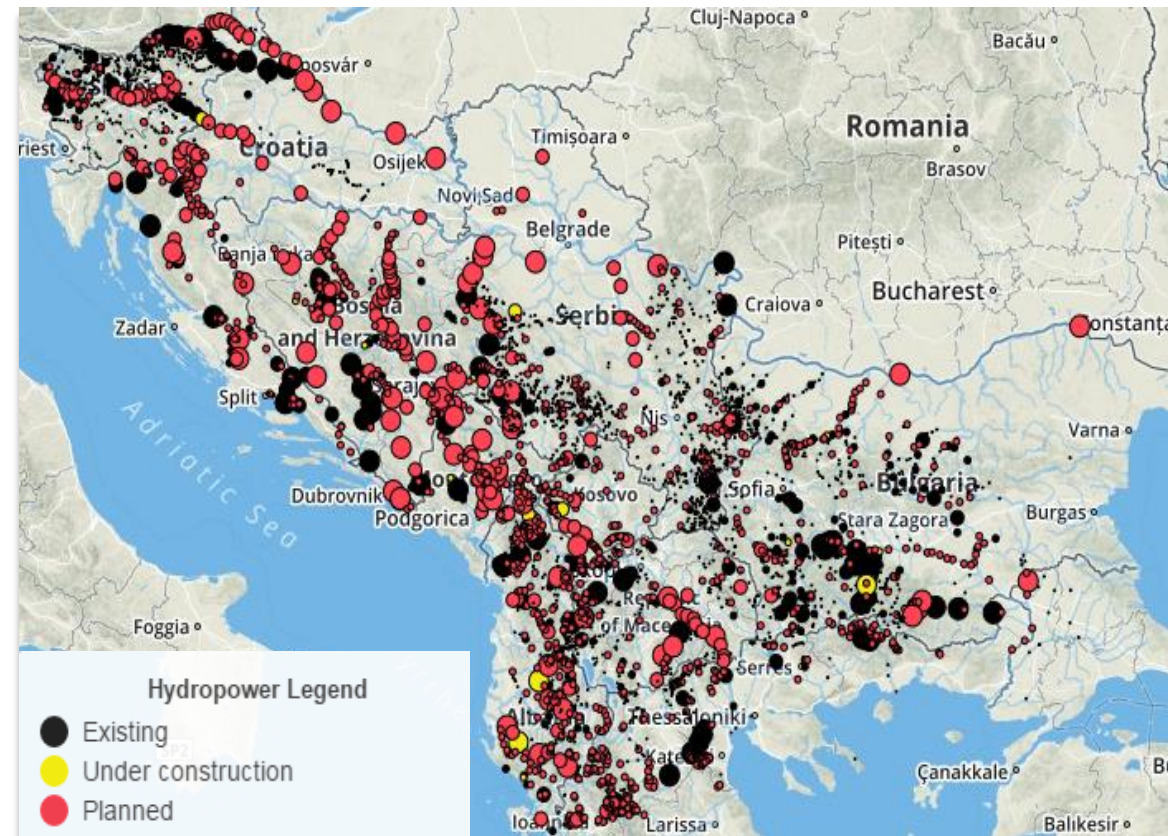 Cluj-Napoca
Bacău
Timișoara
Romania
Brasov
Croatia
Osijek
Novi Sad
Belgrade
Pitești
Bucharest
Craiova
Zadar
and Herzegovina
Split
Adriatic Sea
Niš
Varna
Sofia
Bulgaria
Dubrovnik
Kosovo
Podgorica
Stara Zagora
Burgas
Foggia
Serres
Thessaloniki
Çanakkale
Larissa
Balıkesir
Hydropower Legend
Existing
Under construction
Planned